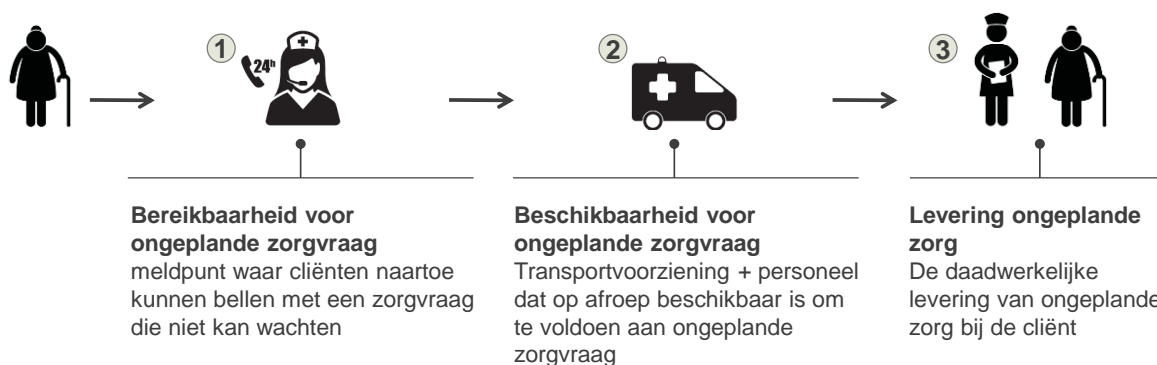 1
24h
2
3
Bereikbaarheid voor
ongeplande zorgvraag
meldpunt waar cliënten naartoe
kunnen bellen met een zorgvraag
die niet kan wachten
Beschikbaarheid voor
ongeplande zorgvraag
Transportvoorziening + personeel
dat op afroep beschikbaar is om
te voldoen aan ongeplande
zorgvraag
Levering ongeplande
zorg
De daadwerkelijke
levering van ongeplande
zorg bij de cliënt